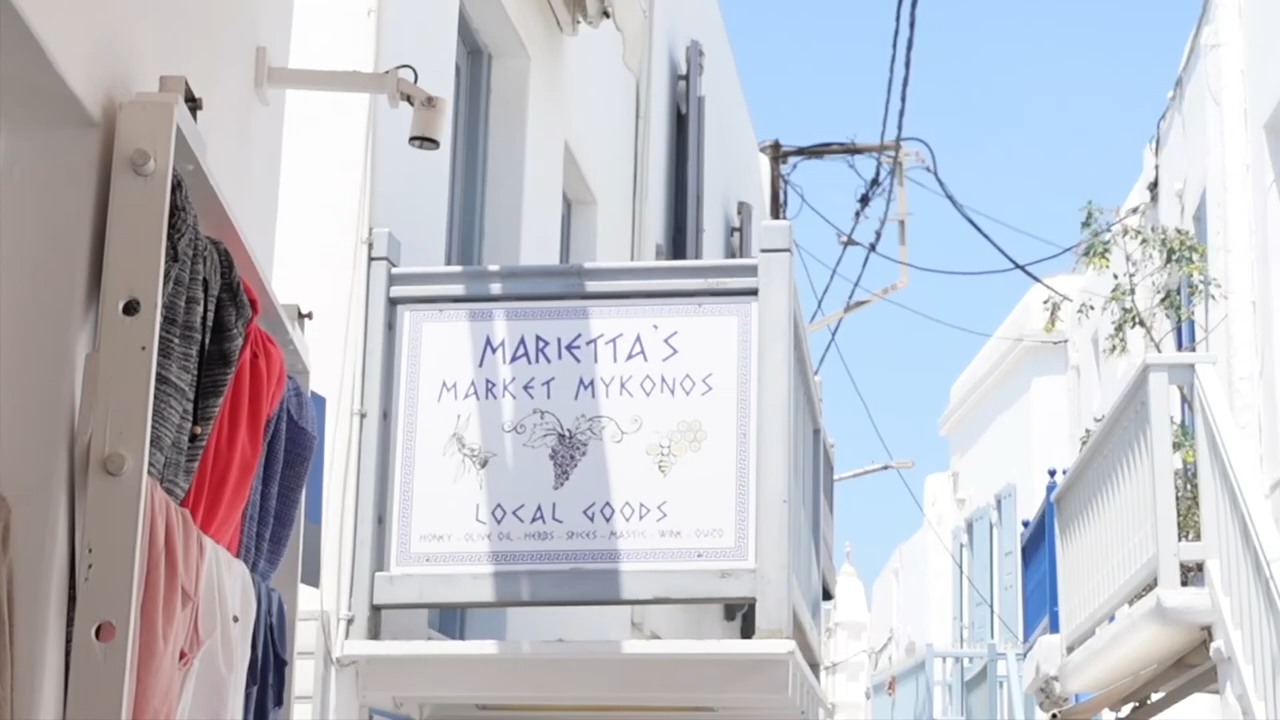 MARIETTA'S
MARKET MYKONOS
LOCAL GOODS
HONEY - OLIVE OIL - HERBS - SPICES - MASTIC - WINE - OUZO